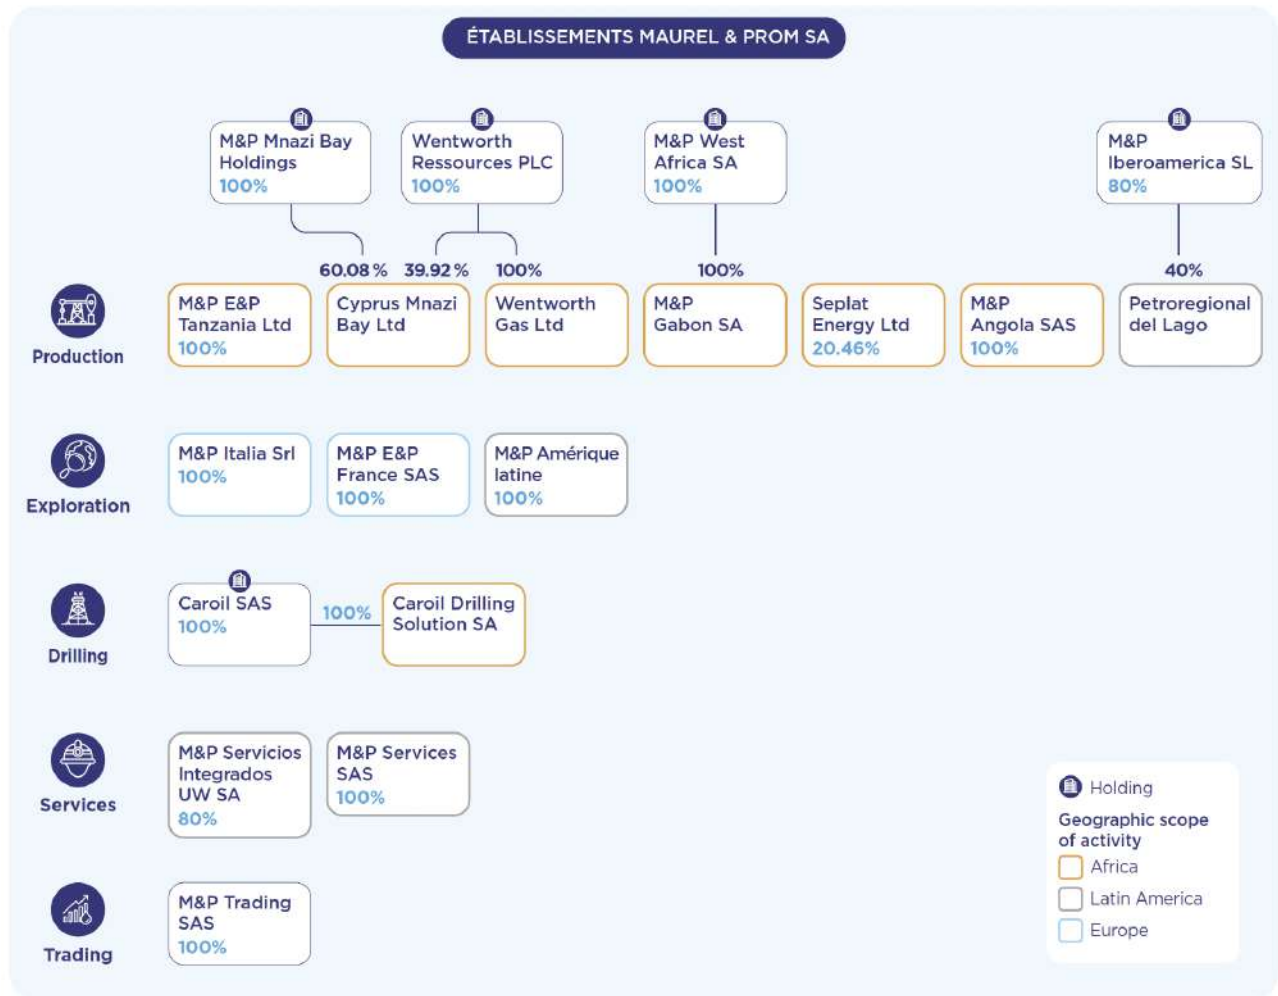 ÉTABLISSEMENTS MAUREL & PROM SA
M&P Mnazi Bay
Holdings
100%
Wentworth
Ressources PLC
100%
M&P West
Africa SA
100%
M&P
Iberoamerica SL
80%
60.08 %
39.92 %
100%
100%
40%
Production
M&P E&P
Tanzania Ltd
100%
Cyprus Mnazi
Bay Ltd
Wentworth
Gas Ltd
M&P
Gabon SA
Seplat
Energy Ltd
20.46%
M&P
Angola SAS
100%
Petroregional
del Lago
Exploration
M&P Italia Srl
100%
M&P E&P
France SAS
100%
M&P Amérique
latine
100%
Drilling
Caroil SAS
100%
100%
Caroil Drilling
Solution SA
Services
M&P Servicios
Integrados
UW SA
80%
M&P Services
SAS
100%
Trading
M&P Trading
SAS
100%
Holding
Geographic scope
of activity
Africa
Latin America
Europe